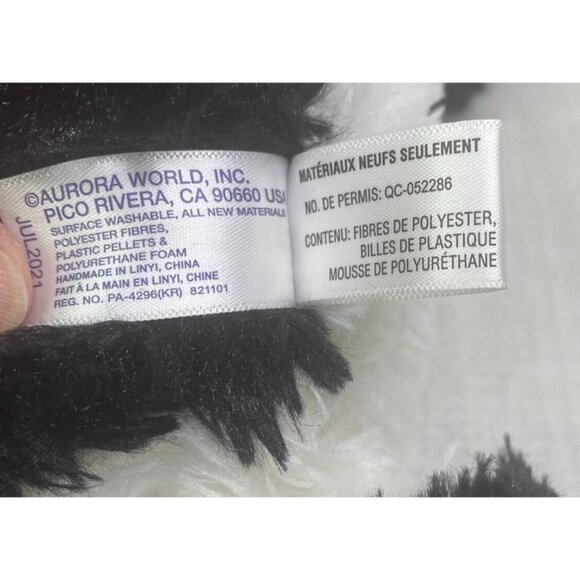 ©AURORA WORLD, INC.
PICO RIVERA, CA 90660 USA
SURFACE WASHABLE, ALL NEW MATERIALS
POLYESTER FIBRES,
PLASTIC PELLETS &
POLYURETHANE FOAM
HANDMADE IN LINYI, CHINA
FAIT À LA MAIN EN LINYI, CHINE
REG. NO. PA-4296(KR) 821101
JUL.2021
MATÉRIAUX NEUFS SEULEMENT
NO. DE PERMIS: QC-052286
CONTENU: FIBRES DE POLYESTER,
BILLES DE PLASTIQUE
MOUSSE DE POLYURÉTHANE